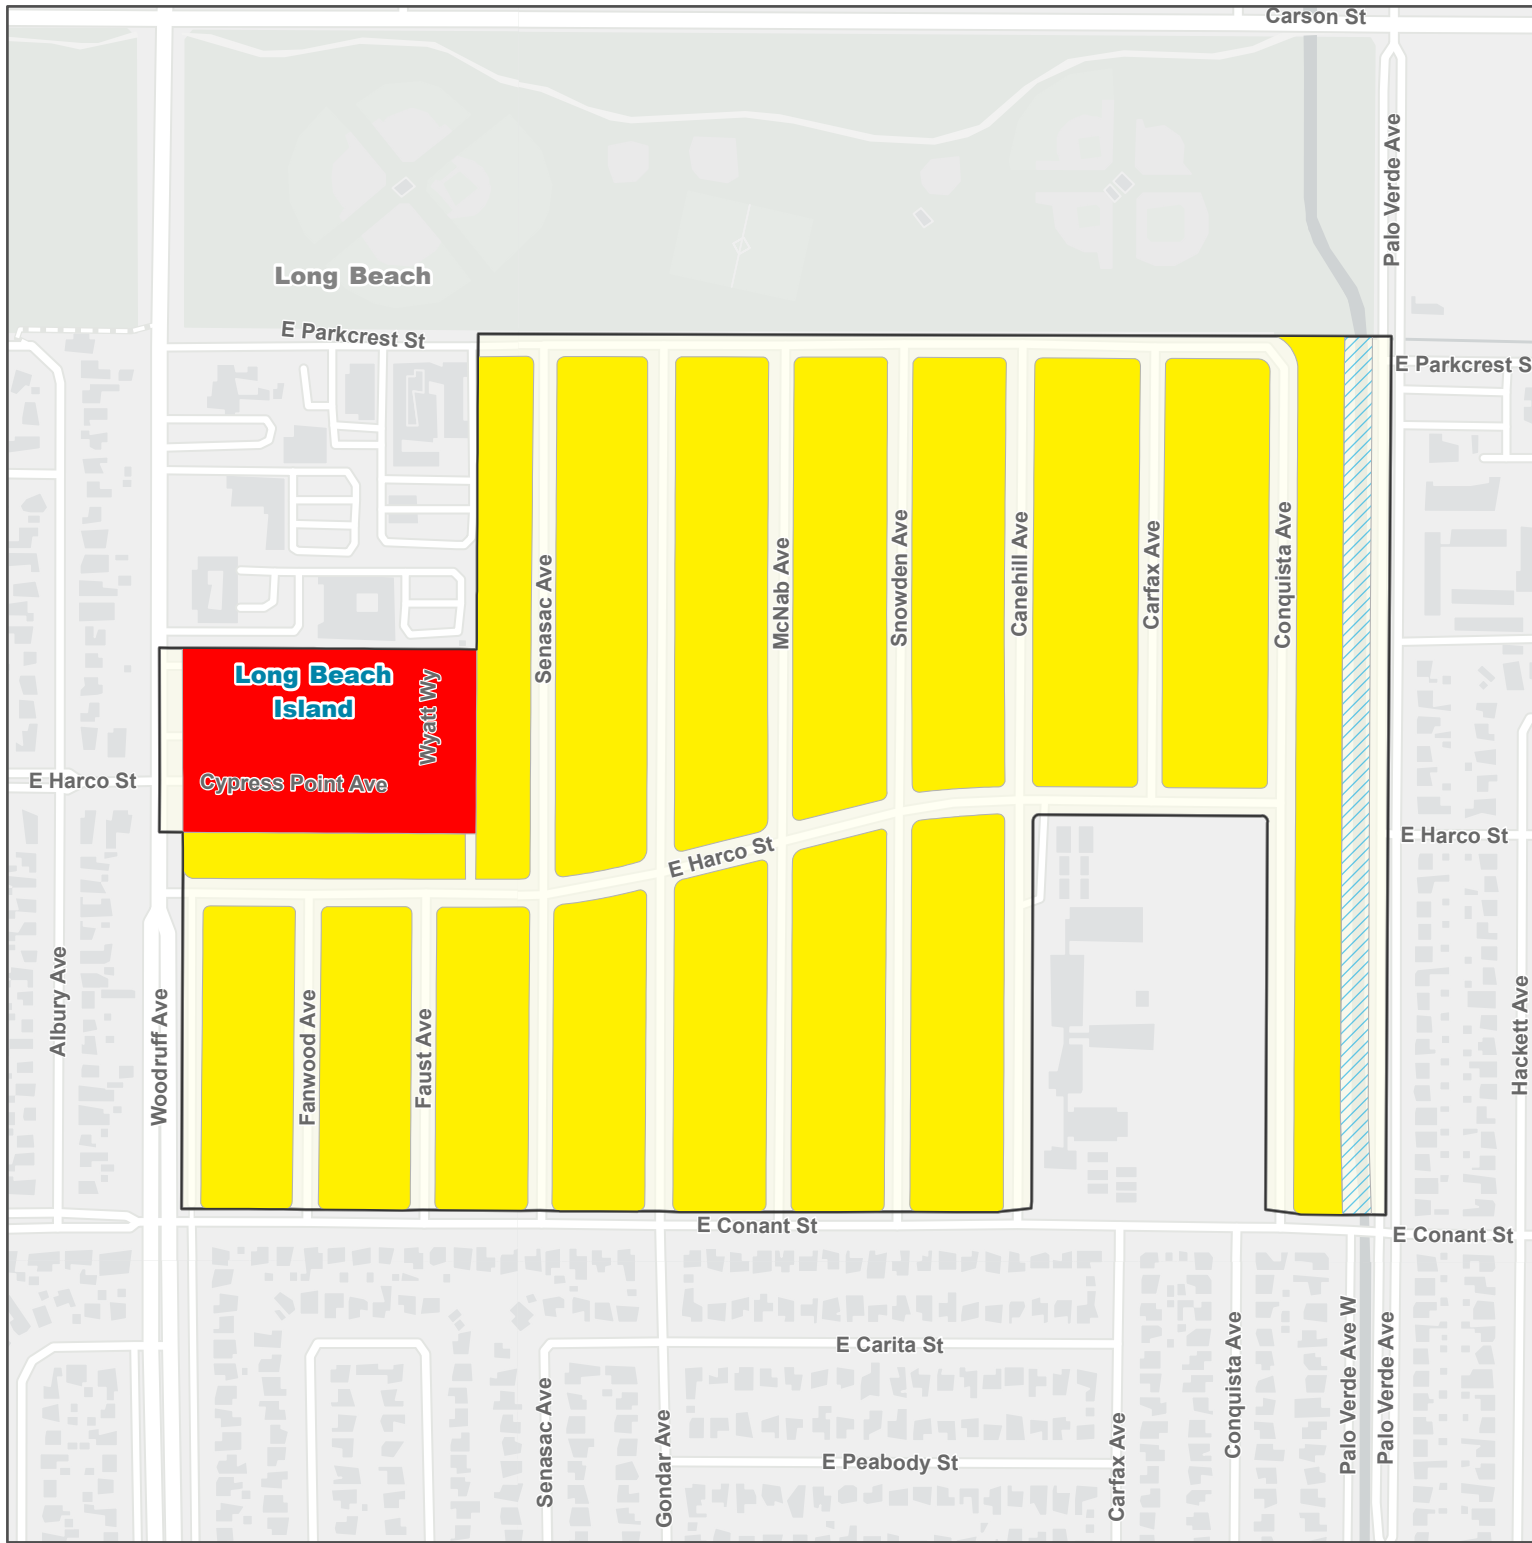 Carson St
Palo Verde Ave
Long Beach
E Parkcrest St
E Parkcrest S
Senasac Ave
McNab Ave
Snowden Ave
Canehill Ave
Carfax Ave
Conquista Ave
Long Beach
Island
Wyatt Wy
Cypress Point Ave
E Harco St
E Harco St
E Harco St
Albury Ave
Woodruff Ave
Fanwood Ave
Faust Ave
Hackett Ave
E Conant St
E Conant St
E Carita St
Senasac Ave
Gondar Ave
E Peabody St
Carfax Ave
Conquista Ave
Palo Verde Ave W
Palo Verde Ave